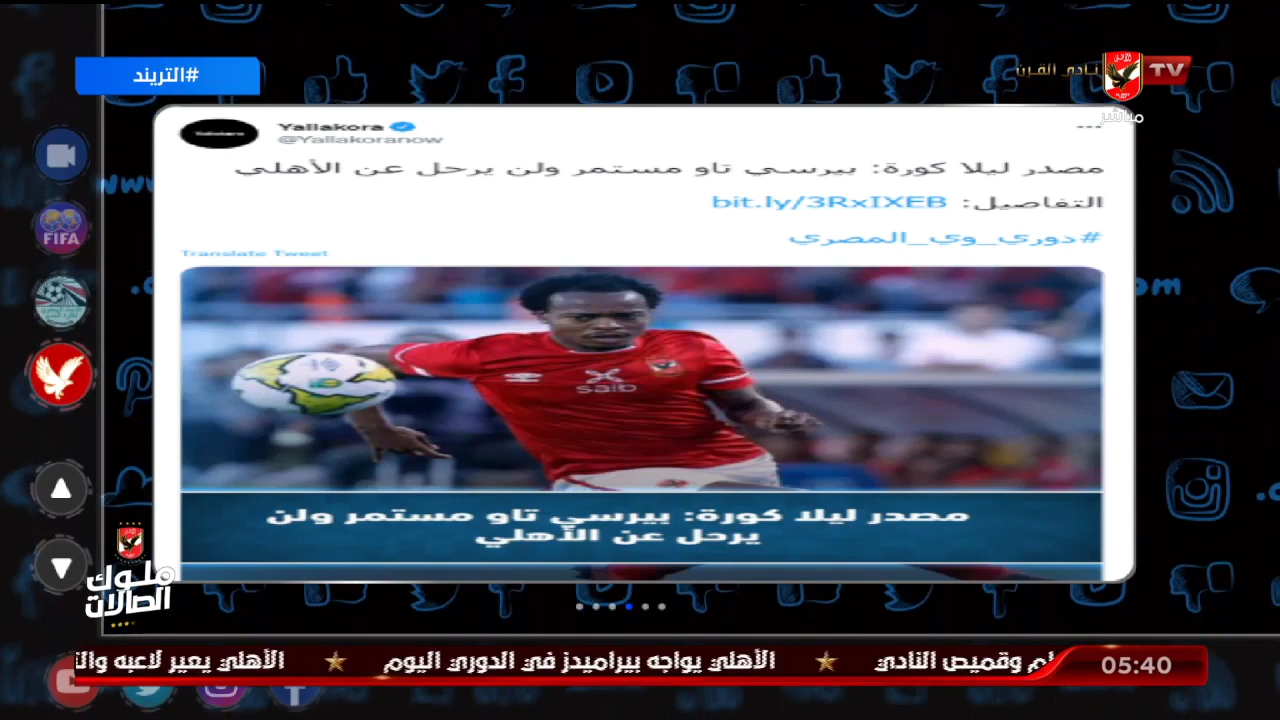 #التريند
نادي القرن
TV
مباشر
Yallakora
@Yallakoranow
مصدر ليلا كورة: بيرسي تاو مستمر ولن يرحل عن الأهلي
التفاصيل: bit.ly/3RxIXEB
#دوري_وي_المصري
Translate Tweet
FIFA
saib
مصدر ليلا كورة: بيرسي تاو مستمر ولن
يرحل عن الأهلي
ملوك
الصالات
وقميص النادي ★ الأهلي يواجه بيراميدز في الدوري اليوم ★ الأهلي يعير لاعبه
05:40